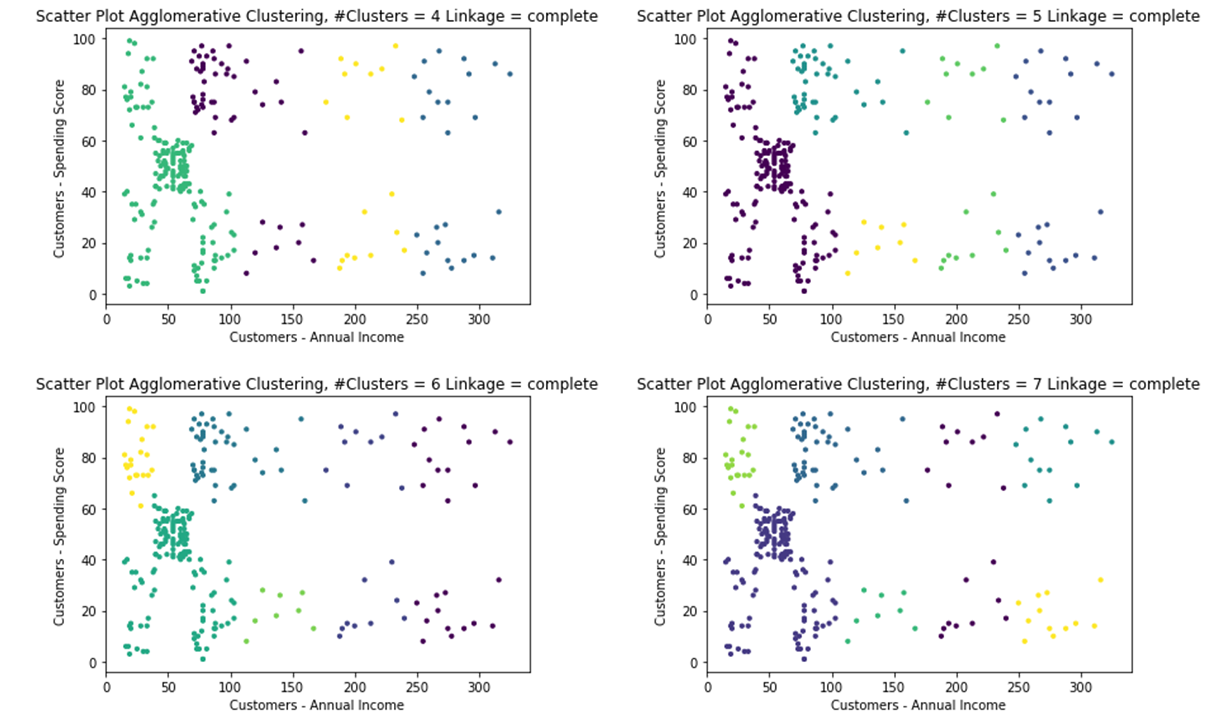 Scatter Plot Agglomerative Clustering, #Clusters = 4 Linkage = complete
100
80
60
40
20
0
Customers - Spending Score
0 50 100 150 200 250 300
Customers - Annual Income
Scatter Plot Agglomerative Clustering, #Clusters = 5 Linkage = complete
100
80
60
40
20
0
Customers - Spending Score
0 50 100 150 200 250 300
Customers - Annual Income
Scatter Plot Agglomerative Clustering, #Clusters = 6 Linkage = complete
100
80
60
40
20
0
Customers - Spending Score
0 50 100 150 200 250 300
Customers - Annual Income
Scatter Plot Agglomerative Clustering, #Clusters = 7 Linkage = complete
100
80
60
40
20
0
Customers - Spending Score
0 50 100 150 200 250 300
Customers - Annual Income